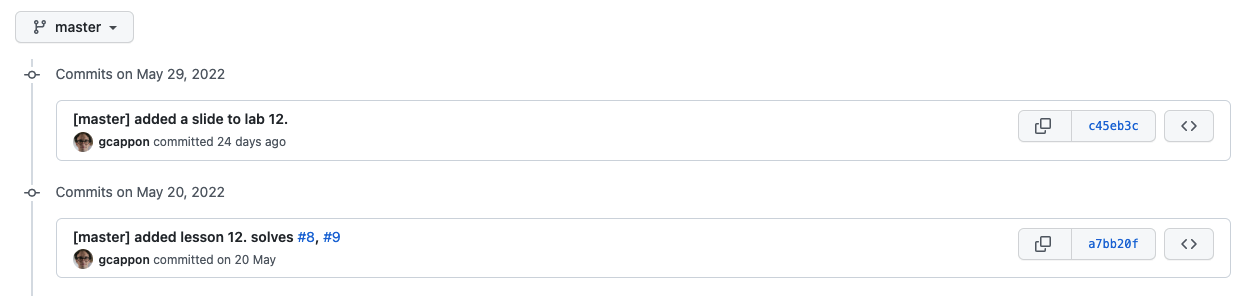 master
Commits on May 29, 2022
[master] added a slide to lab 12.
c45eb3c
gcappon committed 24 days ago
Commits on May 20, 2022
[master] added lesson 12. solves #8, #9
a7bb20f
gcappon committed on 20 May